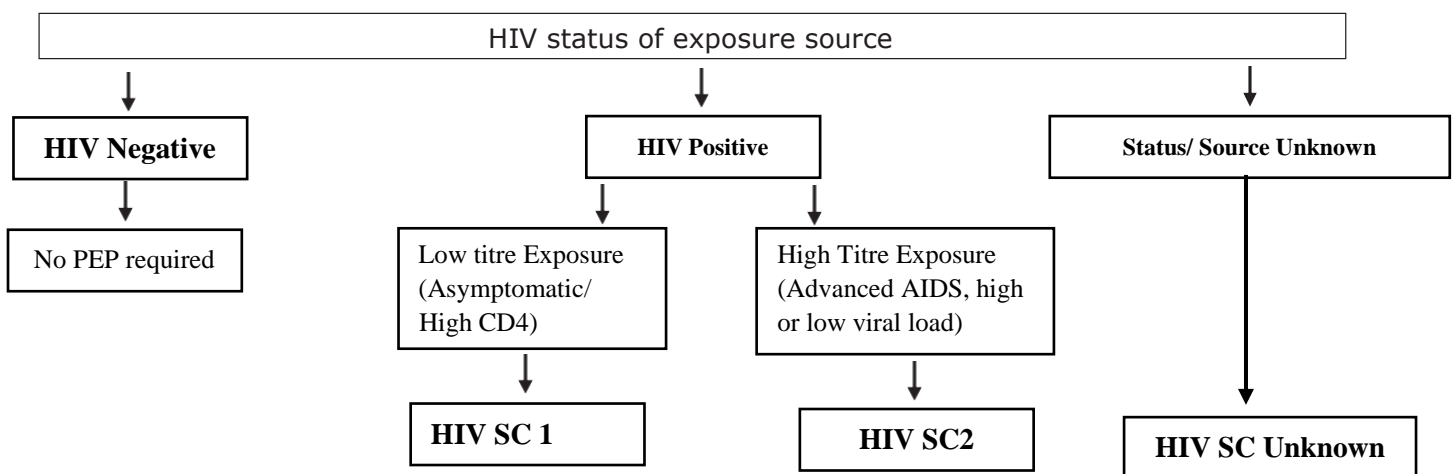 HIV status of exposure source
HIV Negative
HIV Positive
Status/ Source Unknown
No PEP required
Low titre Exposure
(Asymptomatic/
High CD4)
High Titre Exposure
(Advanced AIDS, high
or low viral load)
HIV SC 1
HIV SC2
HIV SC Unknown